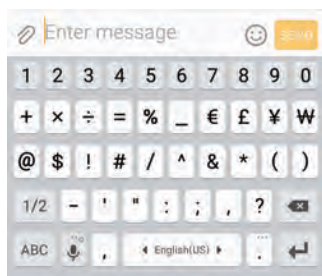 Enter message SEND
1 2 3 4 5 6 7 8 9 0
+ × ÷ = % _ € £ ¥ ₩
@ $ ! # / ^ & * ( )
1/2 - ' " : ; , ?
ABC , English(US) .